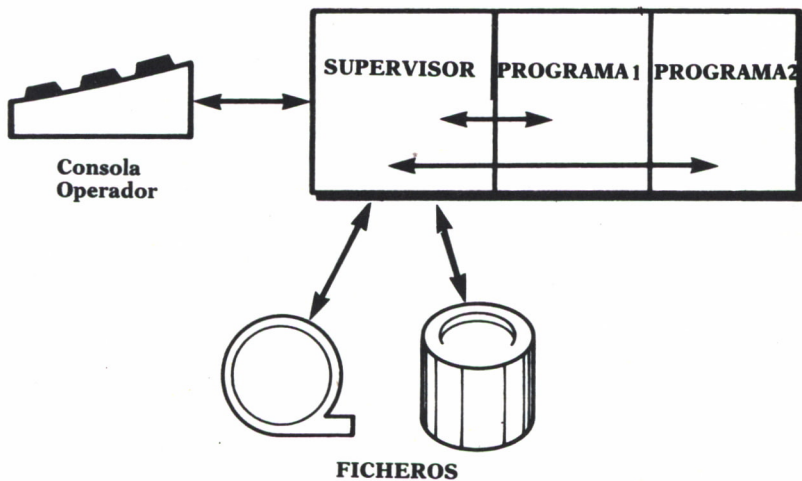 SUPERVISOR
PROGRAMA1
PROGRAMA2
Consola
Operador
FICHEROS